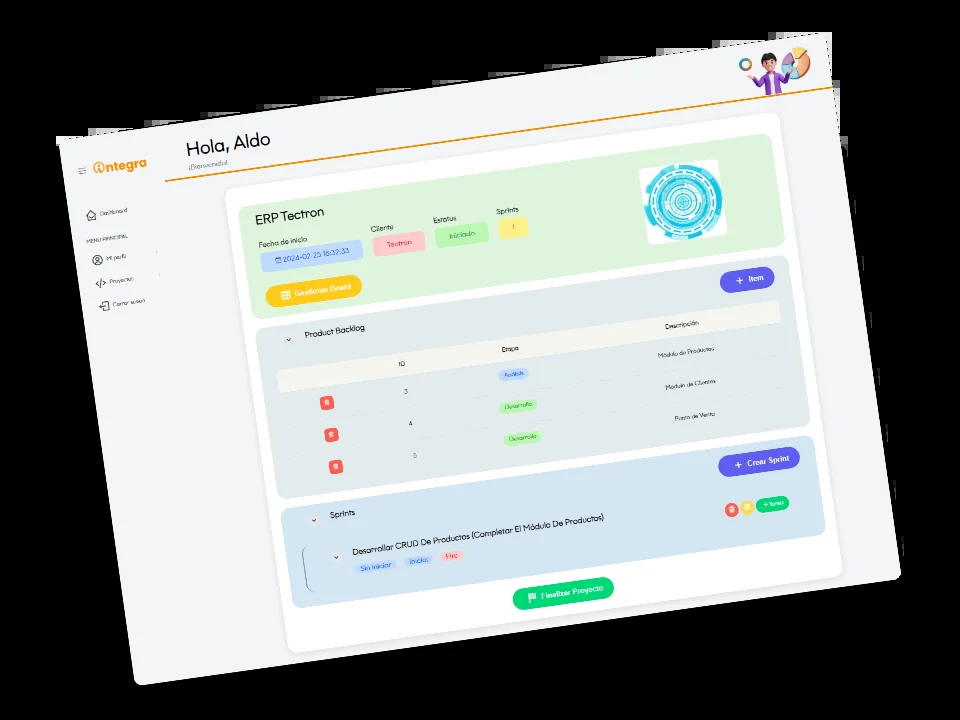 integra
Hola, Aldo
¡Bienvenido!
Dashboard
MENU PRINCIPAL
Mi perfil
Proyectos
Cerrar sesión
ERP Tectron
Fecha de inicio
Cliente
Estatus
Sprints
2024-02-25 16:32:33
Tectron
Iniciado
1
Gestionar Board
Product Backlog
+ Item
ID
Etapa
Descripción
3
Análisis
Módulo de Productos
4
Desarrollo
Módulo de Clientes
5
Desarrollo
Punto de Venta
Sprints
+ Crear Sprint
Desarrollar CRUD De Productos (Completar El Módulo De Productos)
Sin Iniciar
Inicio:
Fin:
+ Tarea
Finalizar Proyecto